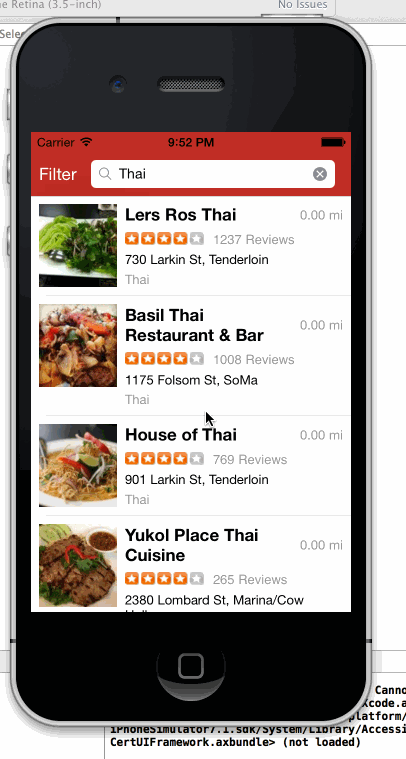 e Retina (3.5-inch)
No Issues
Selec
Carrier
9:52 PM
Filter
Thai
Lers Ros Thai
0.00 mi
1237 Reviews
730 Larkin St, Tenderloin
Thai
Basil Thai
Restaurant & Bar
0.00 mi
1008 Reviews
1175 Folsom St, SoMa
Thai
House of Thai
0.00 mi
769 Reviews
901 Larkin St, Tenderloin
Thai
Yukol Place Thai
Cuisine
0.00 mi
265 Reviews
2380 Lombard St, Marina/Cow
Canno
Xcode.a
platform/
iPhoneSimulator7.1.sdk/System/Library/Accessi
CertUIFramework.axbundle> (not loaded)